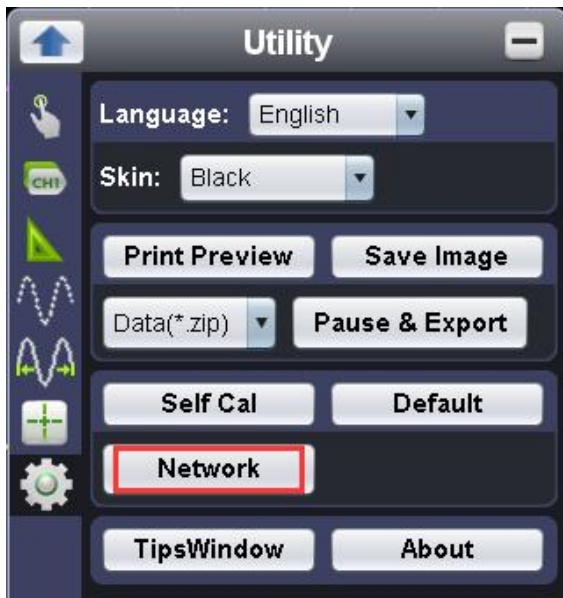 Utility
Language: English
CH1
Skin: Black
Print Preview Save Image
Data(*.zip) Pause & Export
Self Cal Default
Network
TipsWindow About